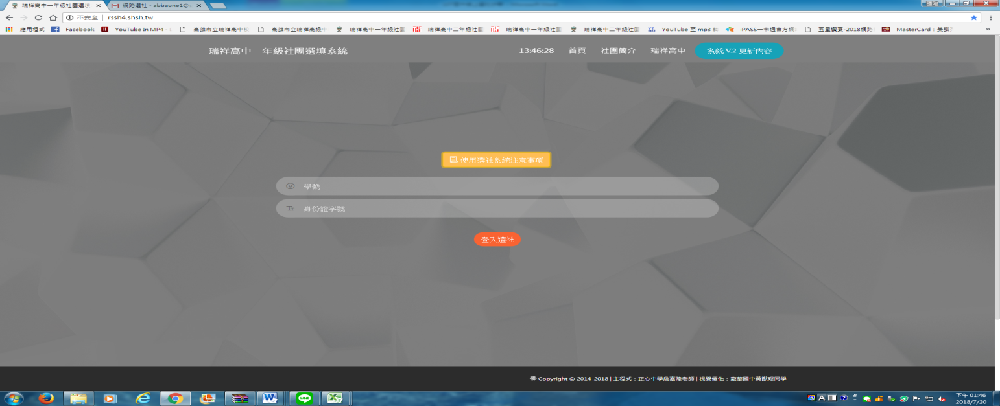 瑞祥高中一年級社團選填
網路選社 - abbaone1@
國建
不安全 | rssh4.shsh.tw
應用程式 Facebook YouTube In MP4 - 高雄市立瑞祥高中校 高雄市立瑞祥高級中 瑞祥高中一年級社團 瑞祥高中二年級社團 瑞祥高中一年級社團 瑞祥高中二年級社團 YouTube 至 mp3 iPASS一卡通官方網 五星饗宴-2018網路 MasterCard：美饌 »
瑞祥高中一年級社團選填系統 13:46:28 首頁 社團簡介 瑞祥高中 系統 V.2 更新內容
使用選社系統注意事項
學號
身份證字號
登入選社
Copyright © 2014-2018 | 主程式：正心中學詹嘉隆老師 | 視覺優化：龍華國中黃猷珵同學
下午 01:46
2018/7/20